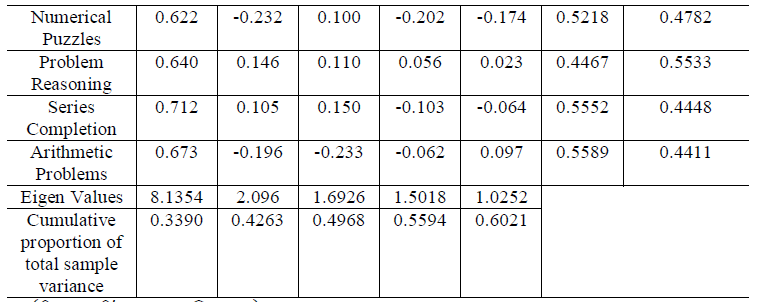 Numerical Puzzles 0.622 -0.232 0.100 -0.202 -0.174 0.5218 0.4782
Problem Reasoning 0.640 0.146 0.110 0.056 0.023 0.4467 0.5533
Series Completion 0.712 0.105 0.150 -0.103 -0.064 0.5552 0.4448
Arithmetic Problems 0.673 -0.196 -0.233 -0.062 0.097 0.5589 0.4411
Eigen Values 8.1354 2.096 1.6926 1.5018 1.0252
Cumulative proportion of total sample variance 0.3390 0.4263 0.4968 0.5594 0.6021